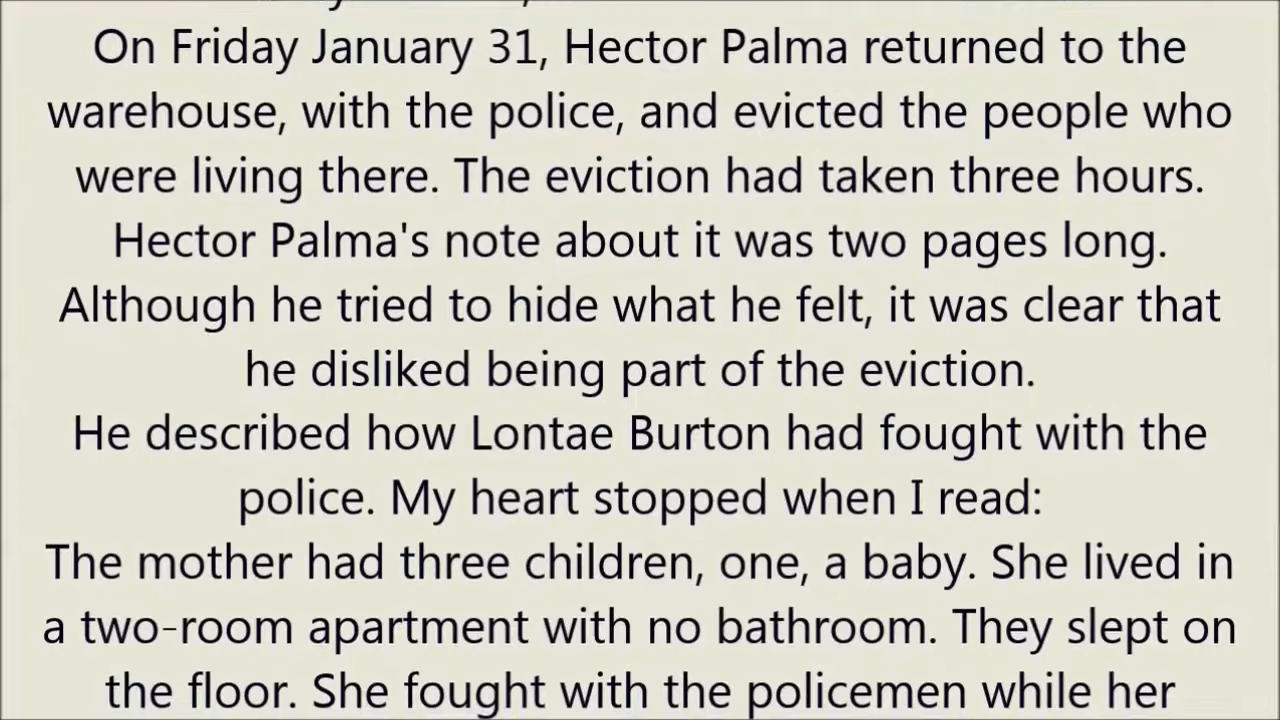 On Friday January 31, Hector Palma returned to the
warehouse, with the police, and evicted the people who
were living there. The eviction had taken three hours.
Hector Palma's note about it was two pages long.
Although he tried to hide what he felt, it was clear that
he disliked being part of the eviction.
He described how Lontae Burton had fought with the
police. My heart stopped when I read:
The mother had three children, one, a baby. She lived in
a two-room apartment with no bathroom. They slept on
the floor. She fought with the policemen while her